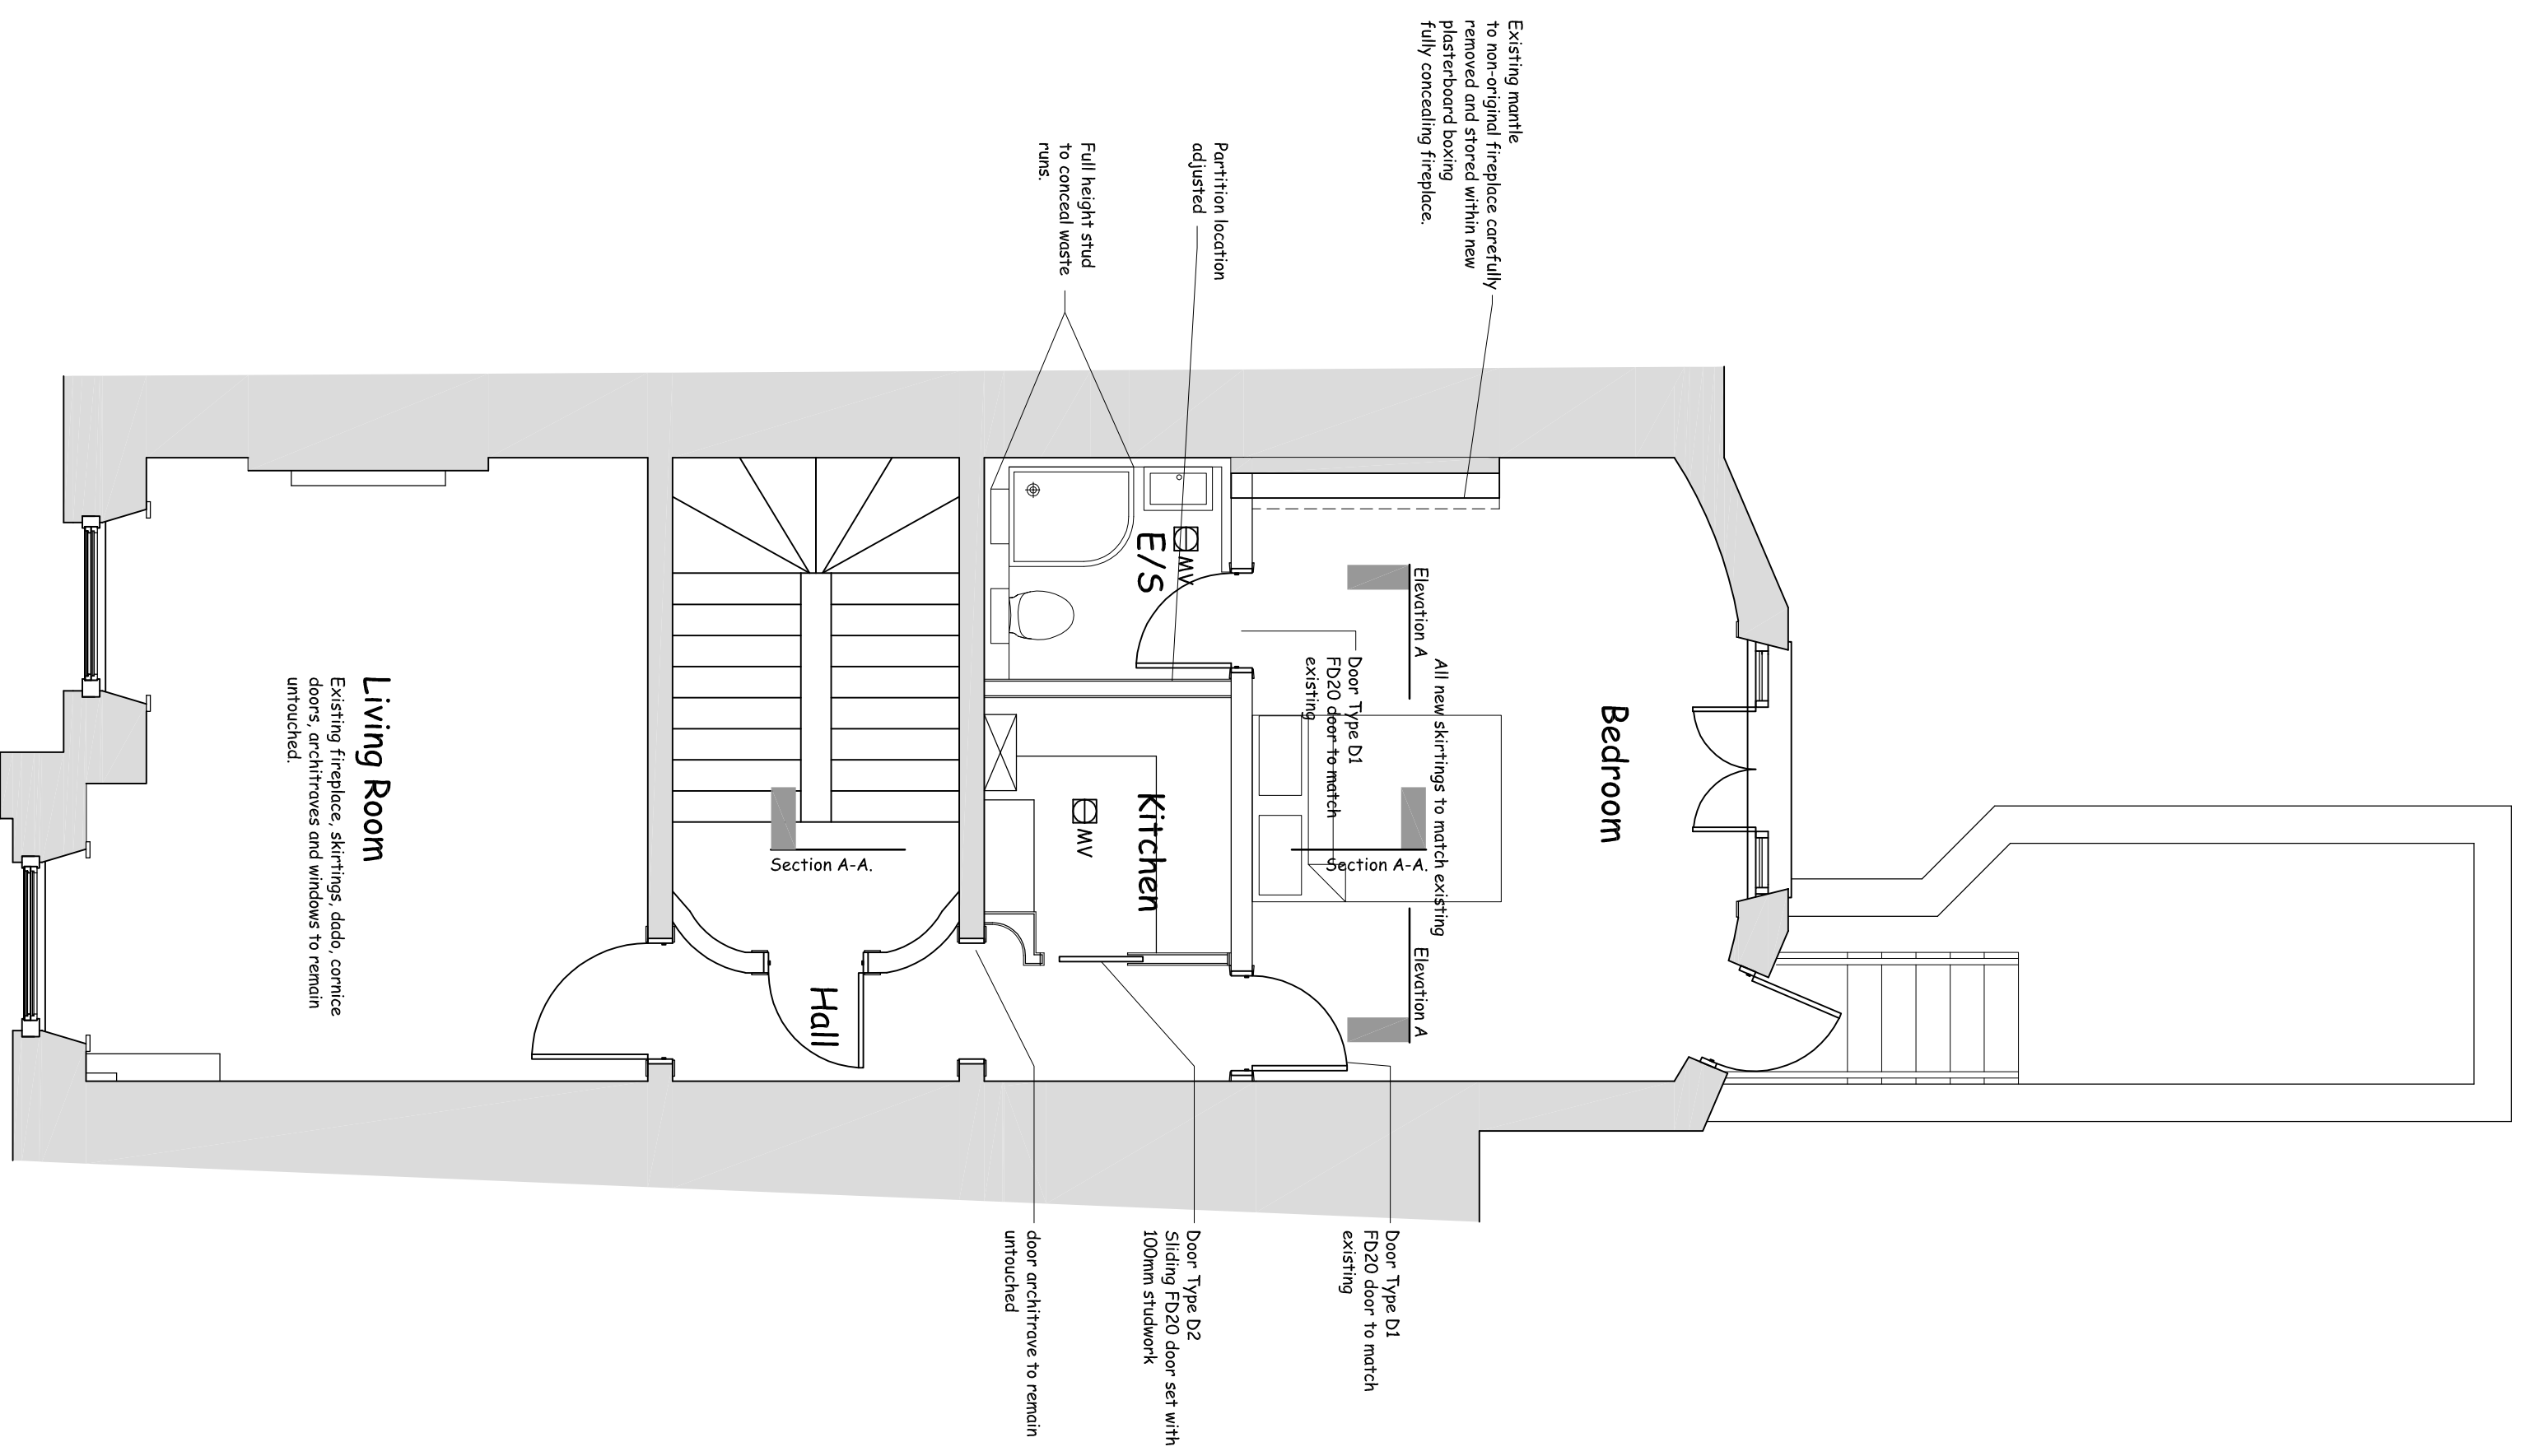 Existing mantle
to non-original fireplace carefully
removed and stored within new
plasterboard boxing
fully concealing fireplace.
Partition location
adjusted
Full height stud
to conceal waste
runs.
Bedroom
All new skirtings to match existing
Elevation A
Elevation A
Section A-A.
Door Type D1
FD20 door to match
existing
E/S
MV
Kitchen
MV
Section A-A.
Hall
Living Room
Existing fireplace, skirtings, dado, cornice
doors, architraves and windows to remain
untouched.
Door Type D1
FD20 door to match
existing
Door Type D2
Sliding FD20 door set with
100mm studwork
door architrave to remain
untouched